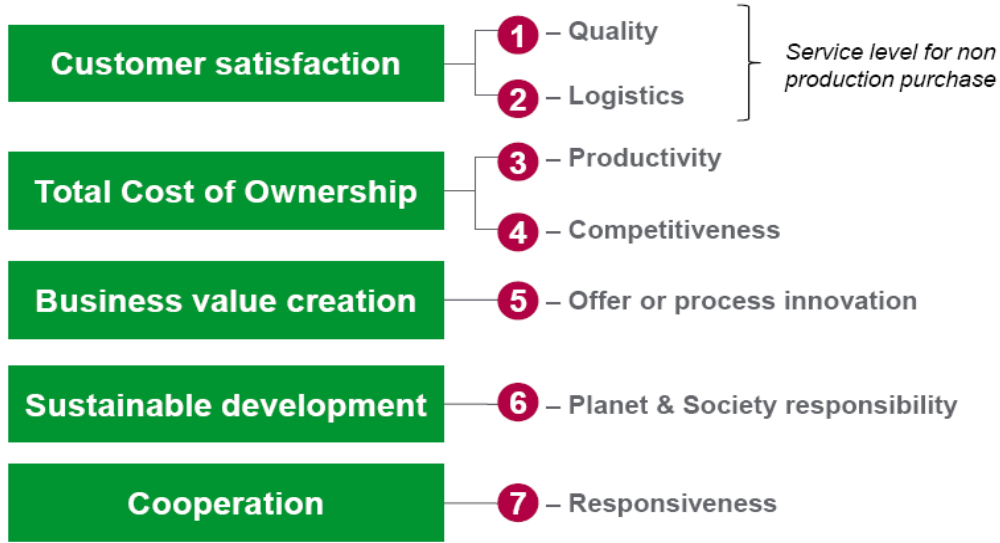 Customer satisfaction
1 – Quality
2 – Logistics
Service level for non
production purchase
Total Cost of Ownership
3 – Productivity
4 – Competitiveness
Business value creation
5 – Offer or process innovation
Sustainable development
6 – Planet & Society responsibility
Cooperation
7 – Responsiveness